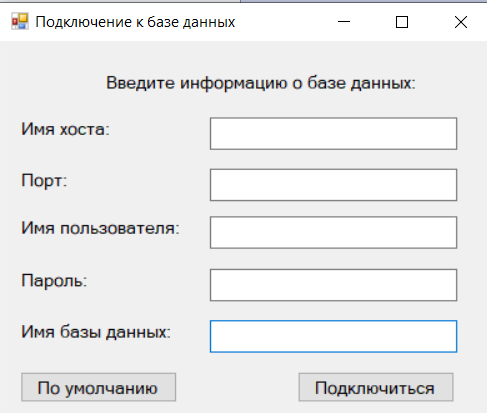 Подключение к базе данных
Введите информацию о базе данных:
Имя хоста:
Порт:
Имя пользователя:
Пароль:
Имя базы данных:
По умолчанию Подключиться